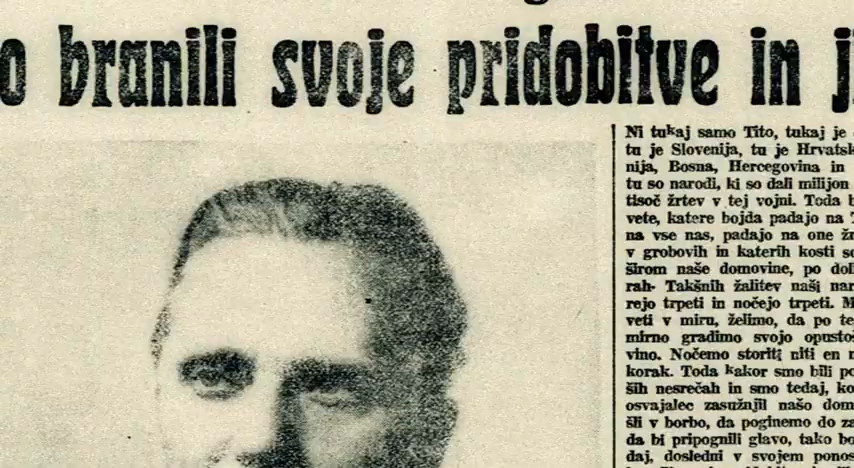 o branili svoje pridobitve in j
Ni tukaj samo Tito, tukaj je
tu je Slovenija, tu je Hrvatsk
nija, Bosna, Hercegovina in
tu so narodi, ki so dali milijon
tisoč žrtev v tej vojni. Toda b
vete, katere bojda padajo na T
na vse nas, padajo na one žr
v grobovih in katerih kosti se
širom naše domovine, po dol
rah- Takšnih žalitev naši nar
rejo trpeti in nočejo trpeti. M
veti v miru, želimo, da po te
mirno gradimo svojo opusto
vino. Nočemo storiti niti en n
korak. Toda kakor smo bili po
ših nesrečah in smo tedaj, ko
osvajalec zasužnjil našo dom
šli v borbo, da poginemo do za
da bi pripognili glavo, tako bo
daj, dosledni v svojem ponos